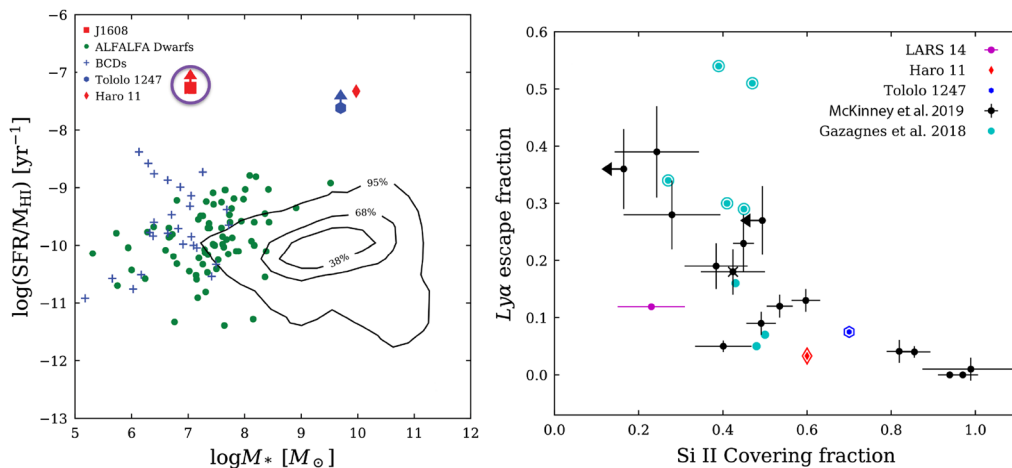 −6
−7
−8
−9
−10
−11
−12
−13
5
6
7
8
9
10
11
12
log(SFR/M_HI) [yr⁻¹]
logM_* [M_⊙]
J1608
ALFALFA Dwarfs
BCDs
Tololo 1247
Haro 11
95%
68%
38%
0.6
0.5
0.4
0.3
0.2
0.1
0.0
0.0
0.2
0.4
0.6
0.8
1.0
Lyα escape fraction
Si II Covering fraction
LARS 14
Haro 11
Tololo 1247
McKinney et al. 2019
Gazagnes et al. 2018